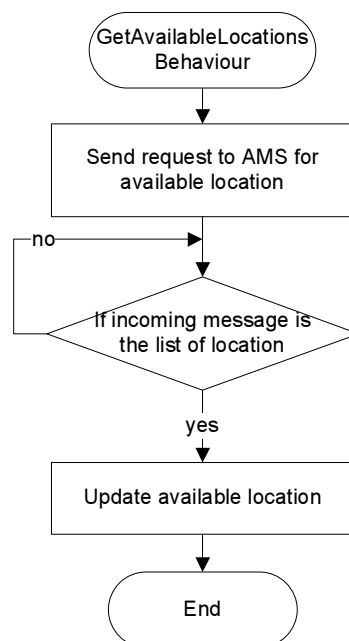 GetAvailableLocations
Behaviour
Send request to AMS for
available location
no
If incoming message is
the list of location
yes
Update available location
End